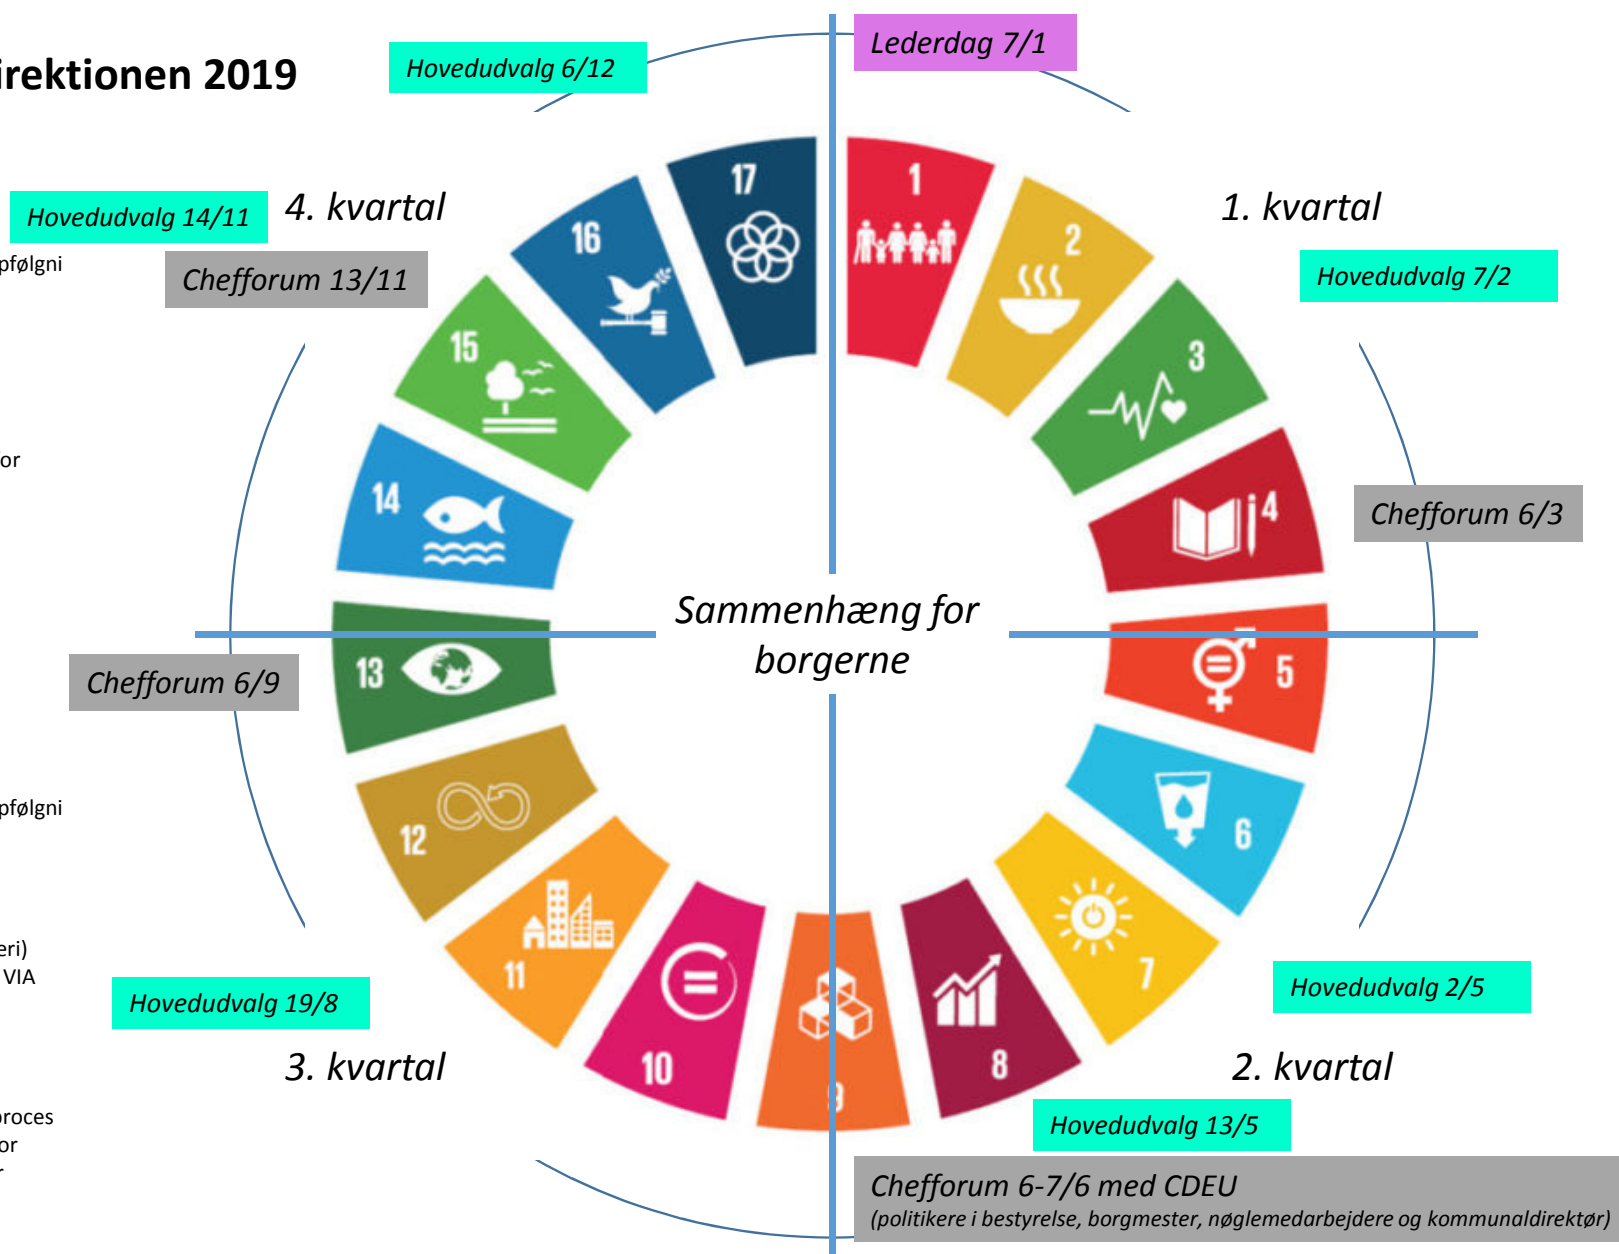 irektionen 2019
Hovedudvalg 6/12
Lederdag 7/1
Hovedudvalg 14/11
4. kvartal
1. kvartal
pfølgni
Chefforum 13/11
Hovedudvalg 7/2
17
1
16
2
15
3
or
14
4
Chefforum 6/3
Sammenhæng for
borgerne
Chefforum 6/9
13
5
pfølgni
12
6
eri)
VIA
11
7
Hovedudvalg 19/8
Hovedudvalg 2/5
3. kvartal
10
9
8
2. kvartal
roces
or
r
Hovedudvalg 13/5
Chefforum 6-7/6 med CDEU
(politikere i bestyrelse, borgmester, nøglemedarbejdere og kommunaldirektør)